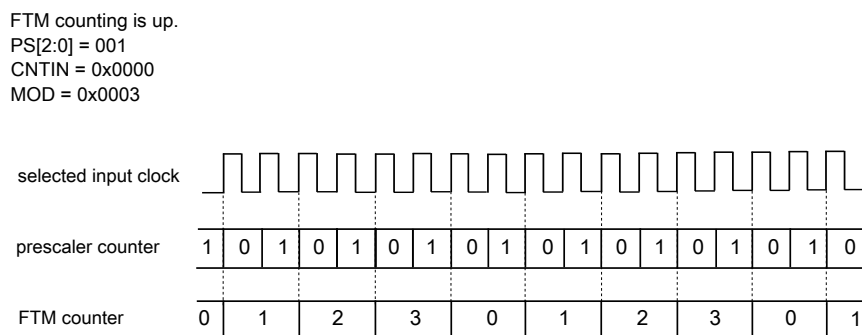 FTM counting is up.
PS[2:0] = 001
CNTIN = 0x0000
MOD = 0x0003
selected input clock
prescaler counter 1 0 1 0 1 0 1 0 1 0 1 0 1 0 1 0 1 0
FTM counter 0 1 2 3 0 1 2 3 0 1